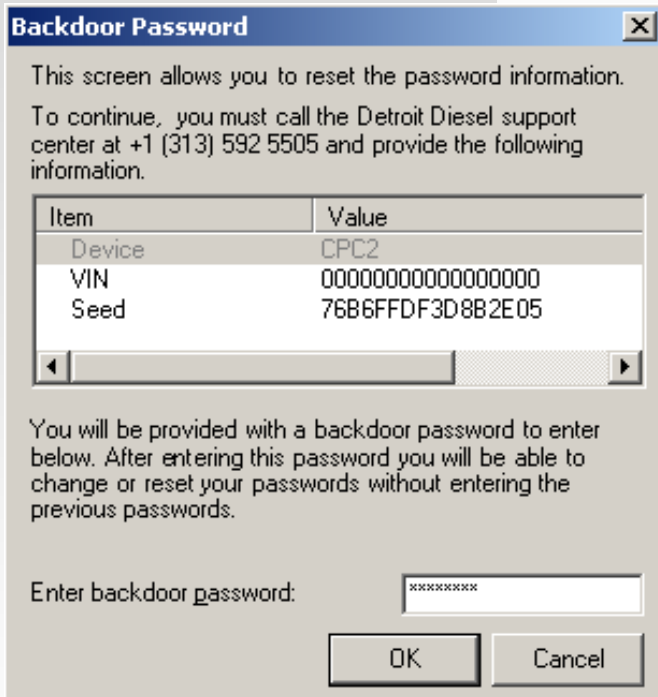 Backdoor Password
This screen allows you to reset the password information.
To continue, you must call the Detroit Diesel support
center at +1 (313) 592 5505 and provide the following
information.
Item Value
Device CPC2
VIN 00000000000000000
Seed 76B6FFDF3D8B2E05
You will be provided with a backdoor password to enter
below. After entering this password you will be able to
change or reset your passwords without entering the
previous passwords.
Enter backdoor password: ********
OK Cancel